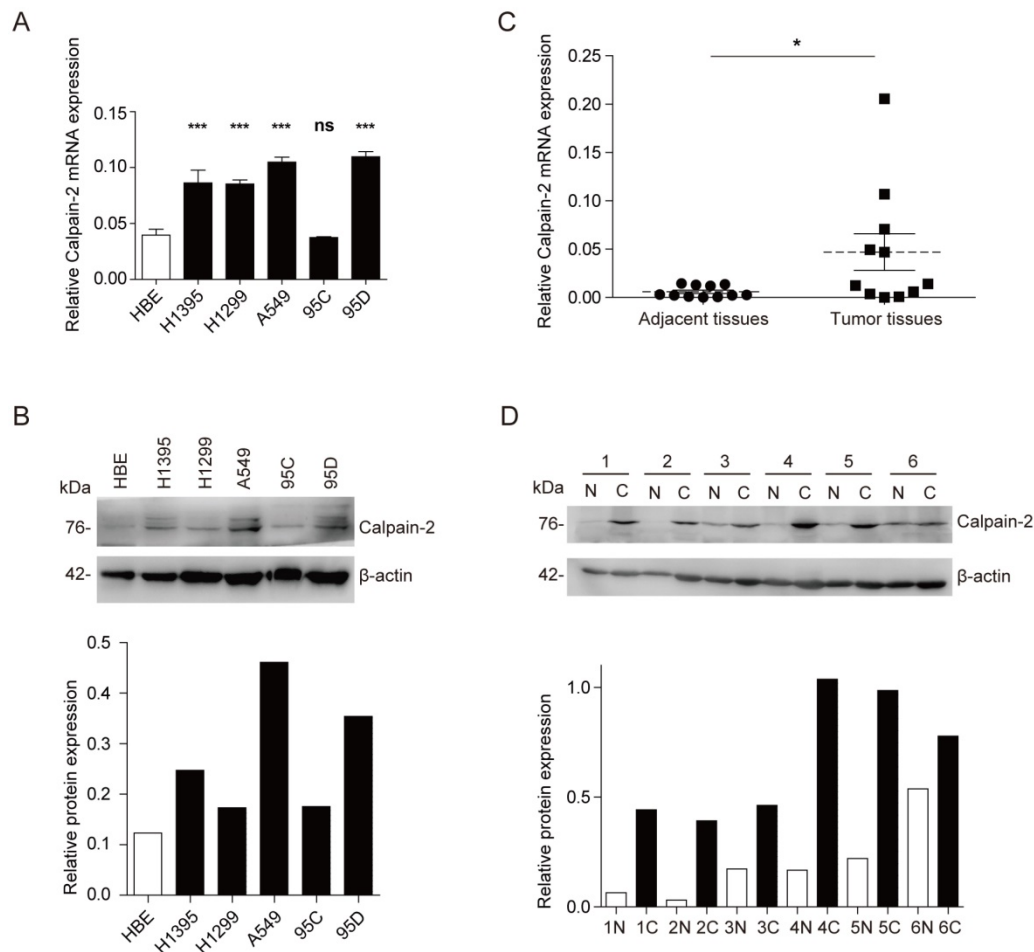 A
Relative Calpain-2 mRNA expression
0.15
0.10
0.05
0.00
*** *** *** ns ***
HBE H1395 H1299 A549 95C 95D
C
Relative Calpain-2 mRNA expression
*
0.25
0.20
0.15
0.10
0.05
0.00
Adjacent tissues Tumor tissues
B
HBE H1395 H1299 A549 95C 95D
kDa
76- Calpain-2
42- β-actin
Relative protein expression
0.5
0.4
0.3
0.2
0.1
0.0
HBE H1395 H1299 A549 95C 95D
D
1 2 3 4 5 6
kDa N C N C N C N C N C N C
76- Calpain-2
42- β-actin
Relative protein expression
1.0
0.5
0.0
1N 1C 2N 2C 3N 3C 4N 4C 5N 5C 6N 6C